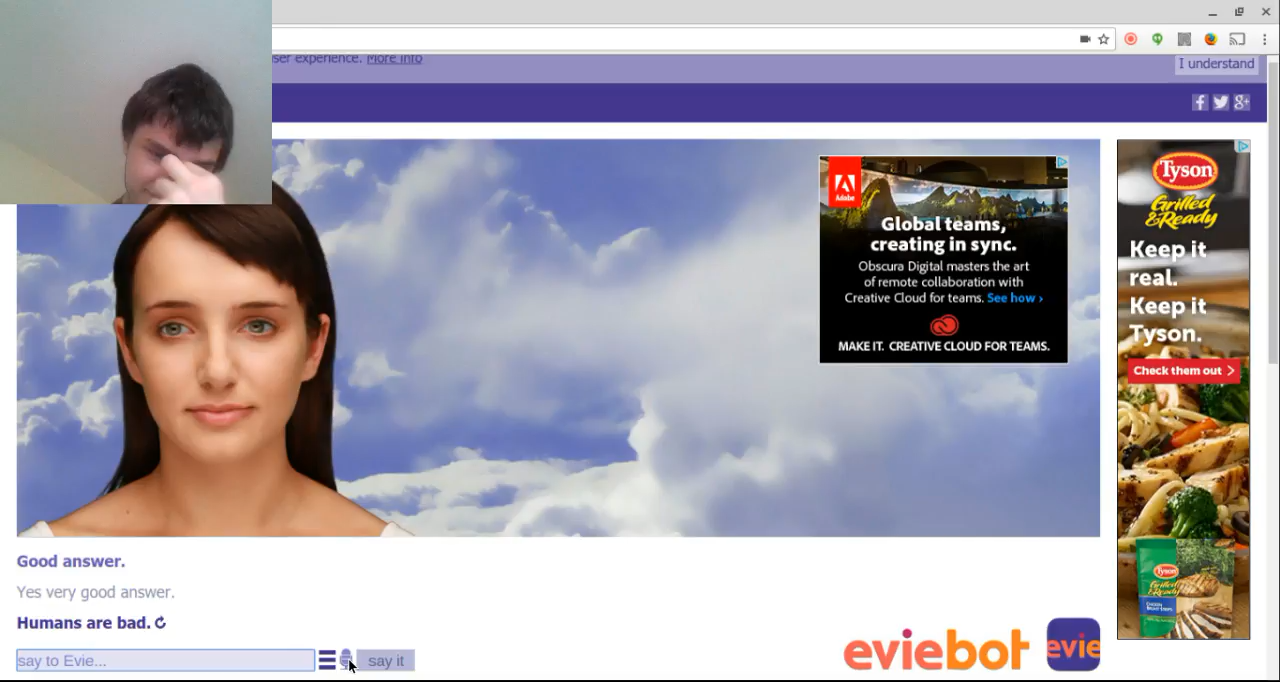 ser experience. More info
I understand
Adobe
Global teams,
creating in sync.
Obscura Digital masters the art
of remote collaboration with
Creative Cloud for teams. See how ›
MAKE IT. CREATIVE CLOUD FOR TEAMS.
Tyson
Grilled
&Ready
Keep it
real.
Keep it
Tyson.
Check them out >
Tyson
Good answer.
Yes very good answer.
Humans are bad.
say to Evie...
say it
eviebot
evie